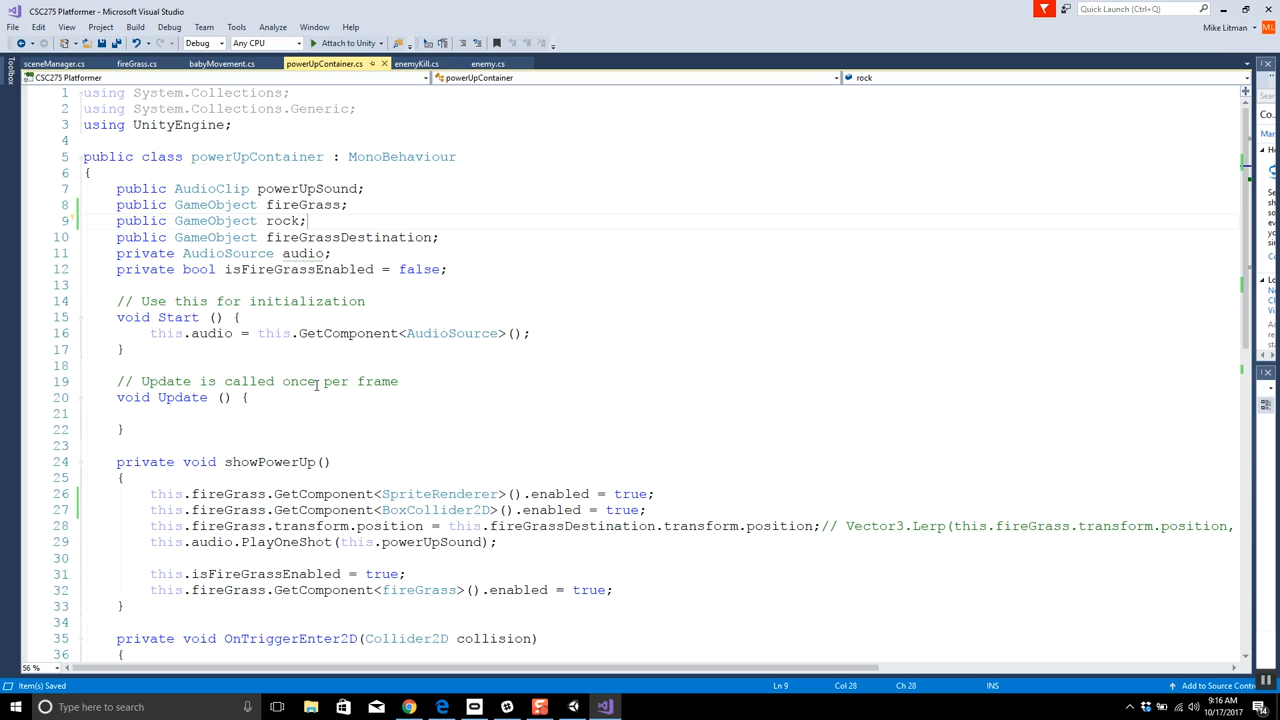 CSC275 Platformer - Microsoft Visual Studio
Quick Launch (Ctrl+Q)
File Edit View Project Build Debug Team Tools Analyze Window Help
Mike Litman ML
Debug Any CPU Attach to Unity
sceneManager.cs fireGrass.cs babyMovement.cs powerUpContainer.cs enemyKill.cs enemy.cs
Toolbox
CSC275 Platformer powerUpContainer rock
1 using System.Collections;
2 using System.Collections.Generic;
3 using UnityEngine;
4
5 public class powerUpContainer : MonoBehaviour
6 {
7 public AudioClip powerUpSound;
8 public GameObject fireGrass;
9 public GameObject rock;
10 public GameObject fireGrassDestination;
11 private AudioSource audio;
12 private bool isFireGrassEnabled = false;
13
14 // Use this for initialization
15 void Start () {
16 this.audio = this.GetComponent<AudioSource>();
17 }
18
19 // Update is called once per frame
20 void Update () {
21
22 }
23
24 private void showPowerUp()
25 {
26 this.fireGrass.GetComponent<SpriteRenderer>().enabled = true;
27 this.fireGrass.GetComponent<BoxCollider2D>().enabled = true;
28 this.fireGrass.transform.position = this.fireGrassDestination.transform.position;// Vector3.Lerp(this.fireGrass.transform.position,
29 this.audio.PlayOneShot(this.powerUpSound);
30
31 this.isFireGrassEnabled = true;
32 this.fireGrass.GetComponent<fireGrass>().enabled = true;
33 }
34
35 private void OnTriggerEnter2D(Collider2D collision)
36 {
56 %
Item(s) Saved Ln 9 Col 28 Ch 28 INS Add to Source Contr
Type here to search
9:16 AM
10/17/2017
14